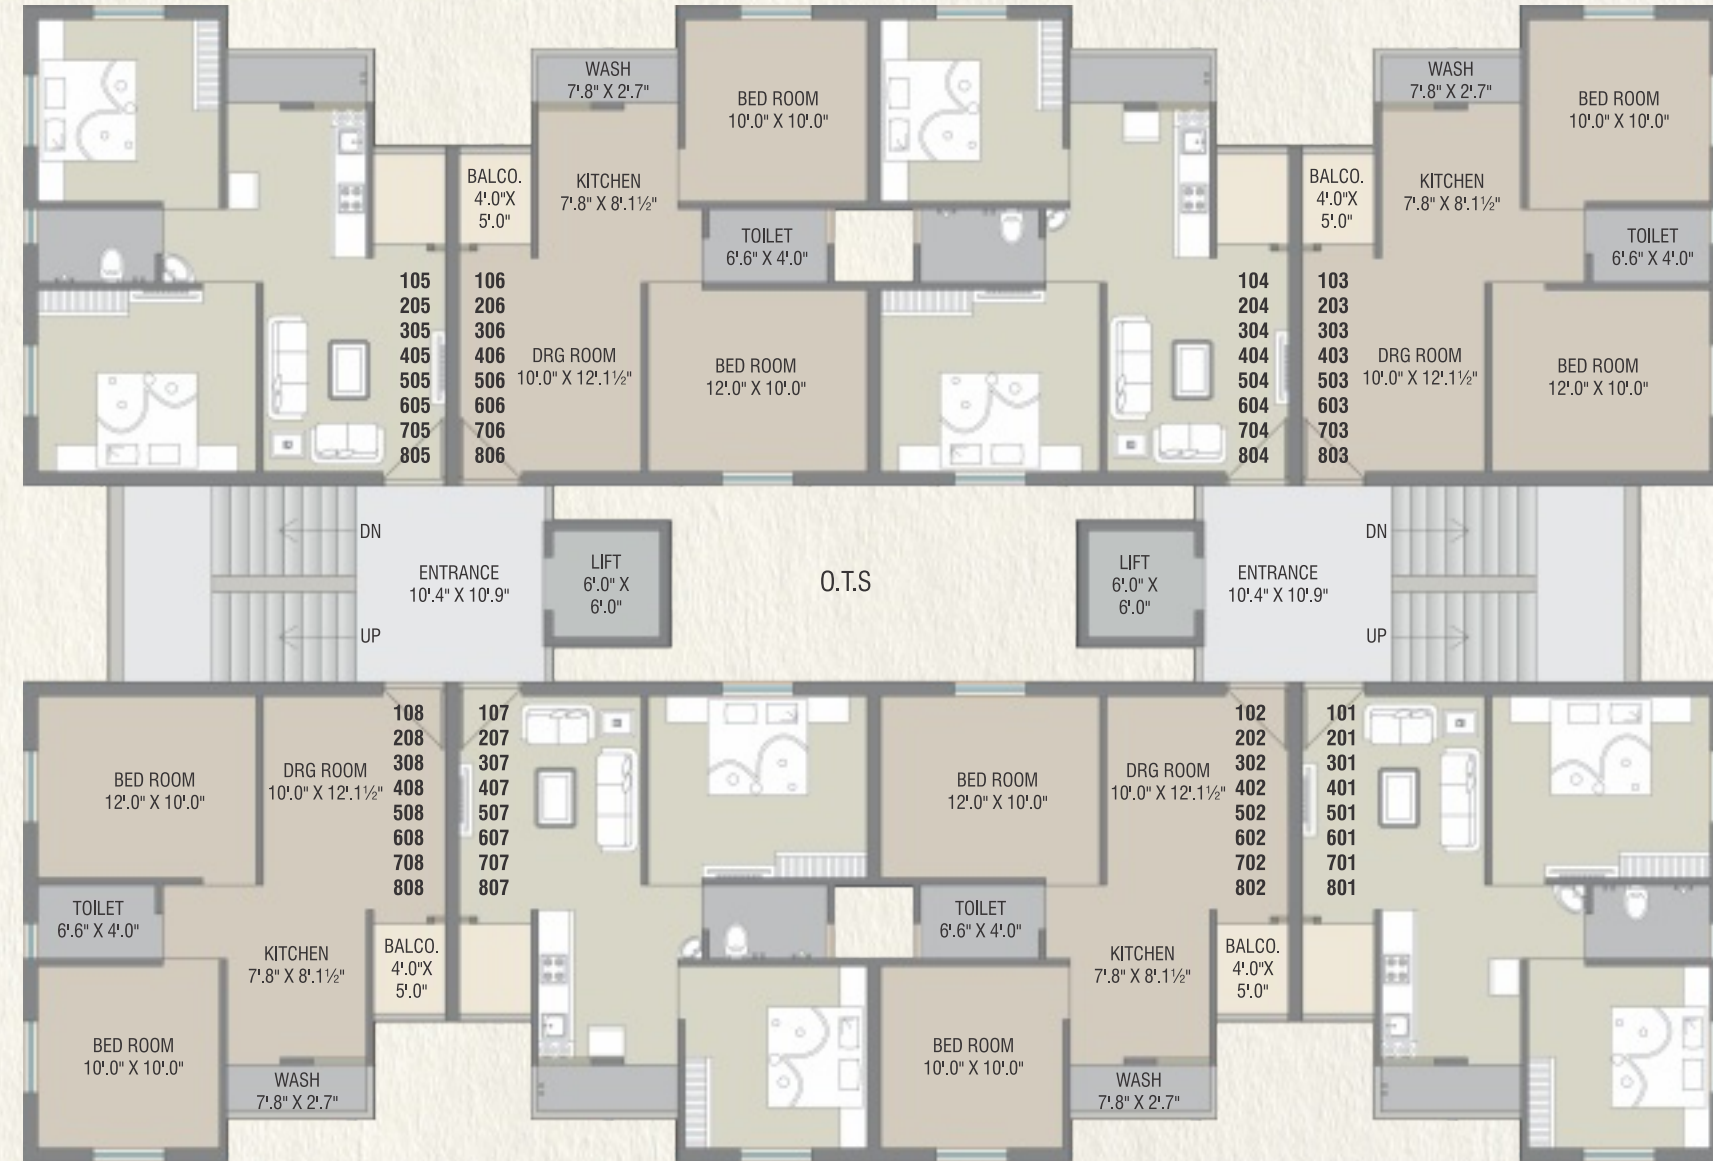 WASH
7'.8" X 2'.7"
BED ROOM
10'.0" X 10'.0"
BALCO.
4'.0"X
5'.0"
KITCHEN
7'.8" X 8'.1½"
TOILET
6'.6" X 4'.0"
105
205
305
405
505
605
705
805
106
206
306
406
506
606
706
806
DRG ROOM
10'.0" X 12'.1½"
BED ROOM
12'.0" X 10'.0"
WASH
7'.8" X 2'.7"
BED ROOM
10'.0" X 10'.0"
BALCO.
4'.0"X
5'.0"
KITCHEN
7'.8" X 8'.1½"
TOILET
6'.6" X 4'.0"
104
204
304
404
504
604
704
804
103
203
303
403
503
603
703
803
DRG ROOM
10'.0" X 12'.1½"
BED ROOM
12'.0" X 10'.0"
DN
UP
ENTRANCE
10'.4" X 10'.9"
LIFT
6'.0" X
6'.0"
O.T.S
LIFT
6'.0" X
6'.0"
ENTRANCE
10'.4" X 10'.9"
DN
UP
BED ROOM
12'.0" X 10'.0"
DRG ROOM
10'.0" X 12'.1½"
108
208
308
408
508
608
708
808
107
207
307
407
507
607
707
807
TOILET
6'.6" X 4'.0"
KITCHEN
7'.8" X 8'.1½"
BALCO.
4'.0"X
5'.0"
BED ROOM
10'.0" X 10'.0"
WASH
7'.8" X 2'.7"
BED ROOM
12'.0" X 10'.0"
DRG ROOM
10'.0" X 12'.1½"
102
202
302
402
502
602
702
802
101
201
301
401
501
601
701
801
TOILET
6'.6" X 4'.0"
KITCHEN
7'.8" X 8'.1½"
BALCO.
4'.0"X
5'.0"
BED ROOM
10'.0" X 10'.0"
WASH
7'.8" X 2'.7"